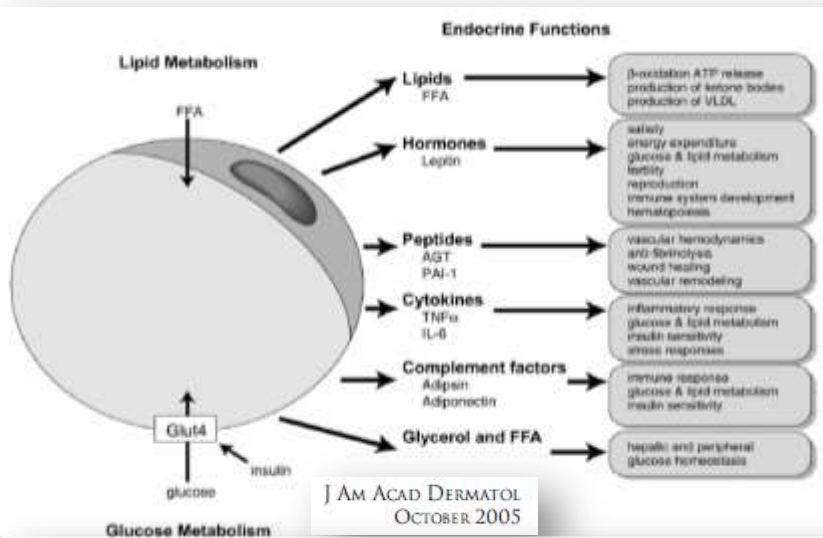 Endocrine Functions
Lipid Metabolism
FFA
Lipids
FFA
β-oxidation ATP release
production of ketone bodies
production of VLDL
Hormones
Leptin
satiety
energy expenditure
glucose & lipid metabolism
fertility
reproduction
immune system development
hematopoiesis
Peptides
AGT
PAI-1
vascular hemodynamics
anti-fibrinolysis
wound healing
vascular remodeling
Cytokines
TNFα
IL-6
inflammatory response
glucose & lipid metabolism
insulin sensitivity
stress responses
Complement factors
Adipsin
Adiponectin
immune response
glucose & lipid metabolism
insulin sensitivity
Glycerol and FFA
hepatic and peripheral
glucose homeostasis
Glut4
insulin
glucose
Glucose Metabolism
J Am Acad Dermatol
October 2005